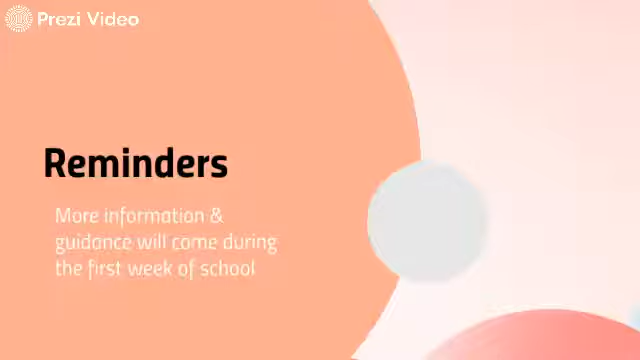 Prezi Video
Reminders
More information &
guidance will come during
the first week of school